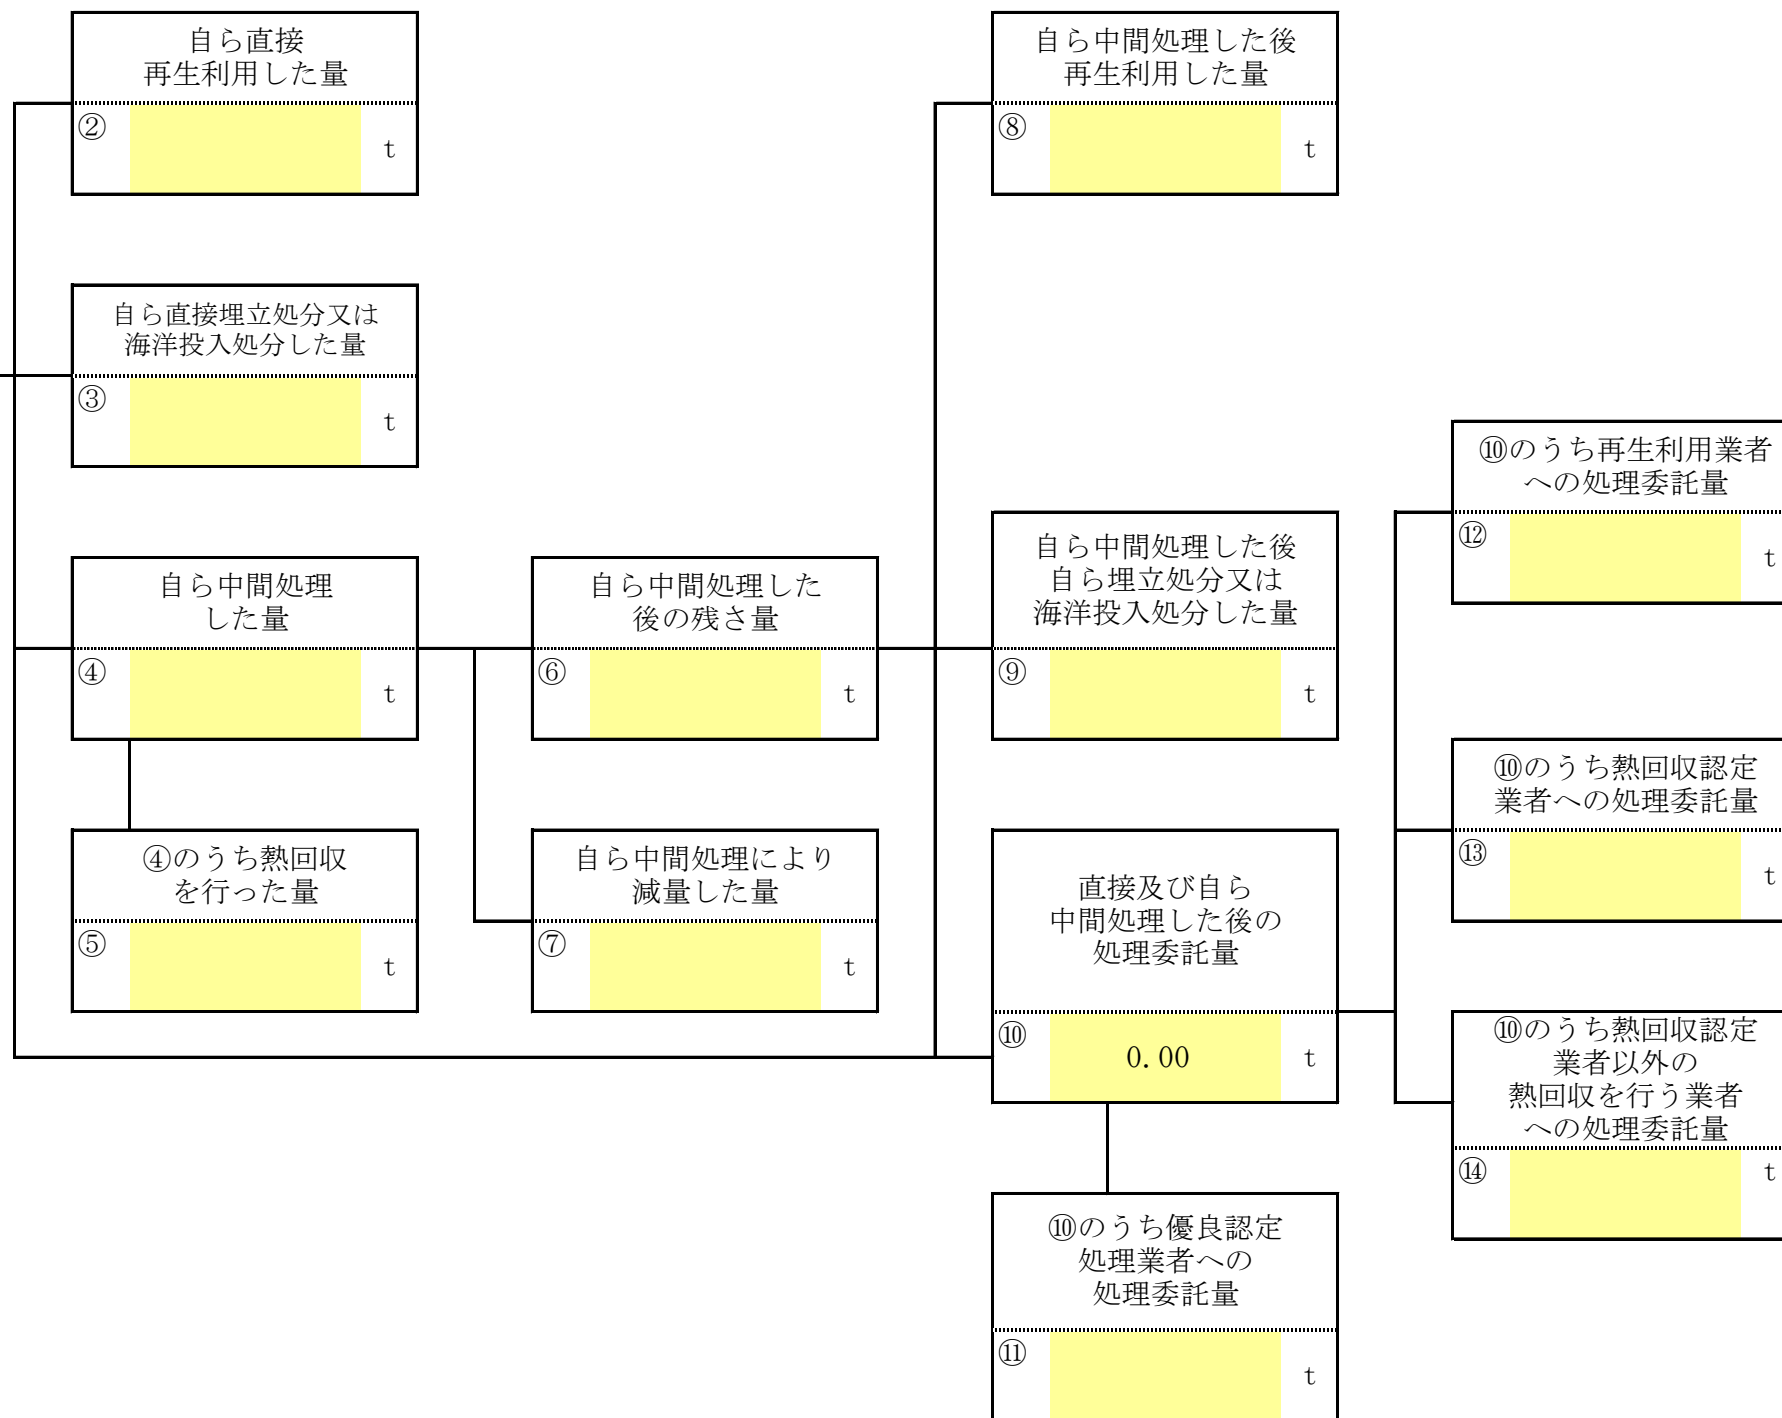 自ら直接
再生利用した量
②
t
自ら中間処理した後
再生利用した量
⑧
t
自ら直接埋立処分又は
海洋投入処分した量
③
t
⑩のうち再生利用業者
への処理委託量
⑫
t
自ら中間処理
した量
④
t
自ら中間処理した
後の残さ量
⑥
t
自ら中間処理した後
自ら埋立処分又は
海洋投入処分した量
⑨
t
⑩のうち熱回収認定
業者への処理委託量
⑬
t
④のうち熱回収
を行った量
⑤
t
自ら中間処理により
減量した量
⑦
t
直接及び自ら
中間処理した後の
処理委託量
⑩
0.00
t
⑩のうち熱回収認定
業者以外の
熱回収を行う業者
への処理委託量
⑭
t
⑩のうち優良認定
処理業者への
処理委託量
⑪
t